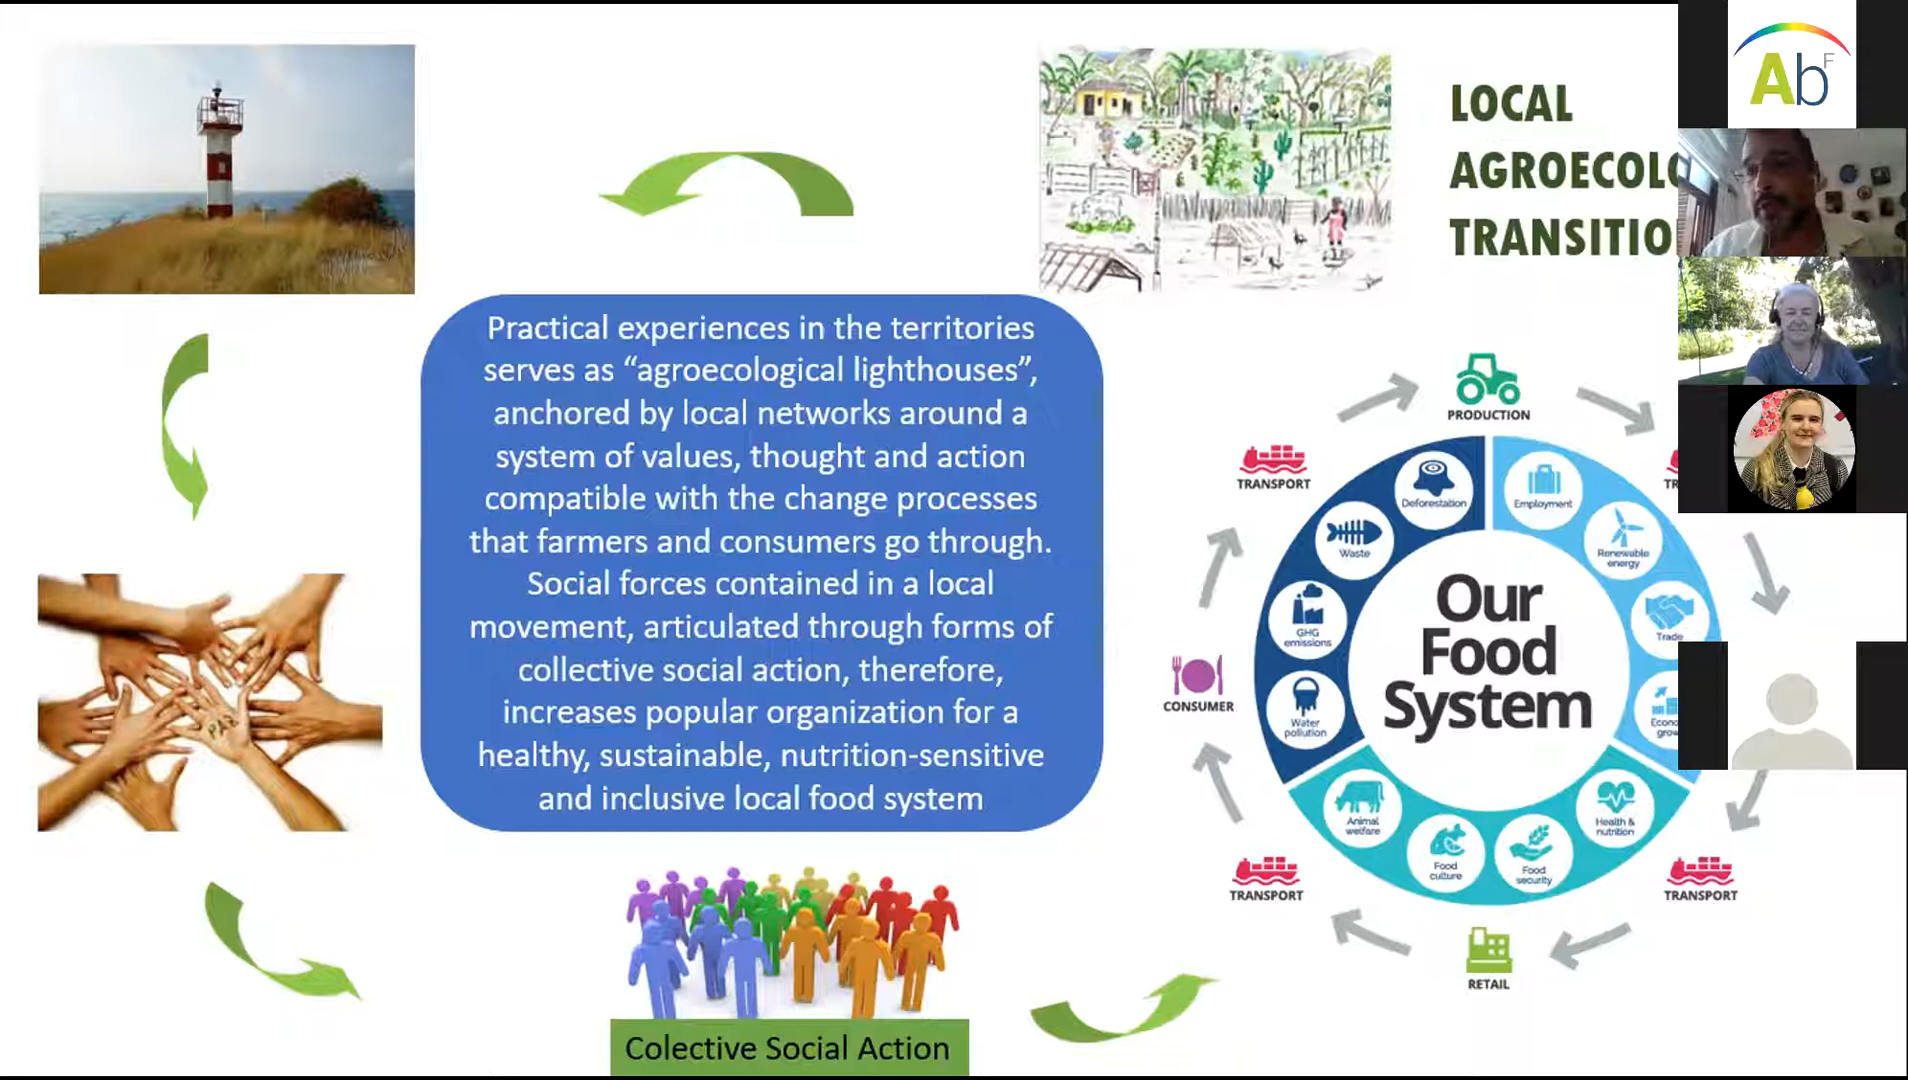 LOCAL
AGROECOLO
TRANSITIO
Ab F
Practical experiences in the territories
serves as “agroecological lighthouses”,
anchored by local networks around a
system of values, thought and action
compatible with the change processes
that farmers and consumers go through.
Social forces contained in a local
movement, articulated through forms of
collective social action, therefore,
increases popular organization for a
healthy, sustainable, nutrition-sensitive
and inclusive local food system
Colective Social Action
PRODUCTION
TRANSPORT
TR
CONSUMER
TRANSPORT
TRANSPORT
RETAIL
Our
Food
System
Deforestation
Employment
Waste
Renewable
energy
GHG
emissions
Trade
Water
pollution
Econo
grow
Animal
welfare
Food
culture
Food
security
Health &
nutrition